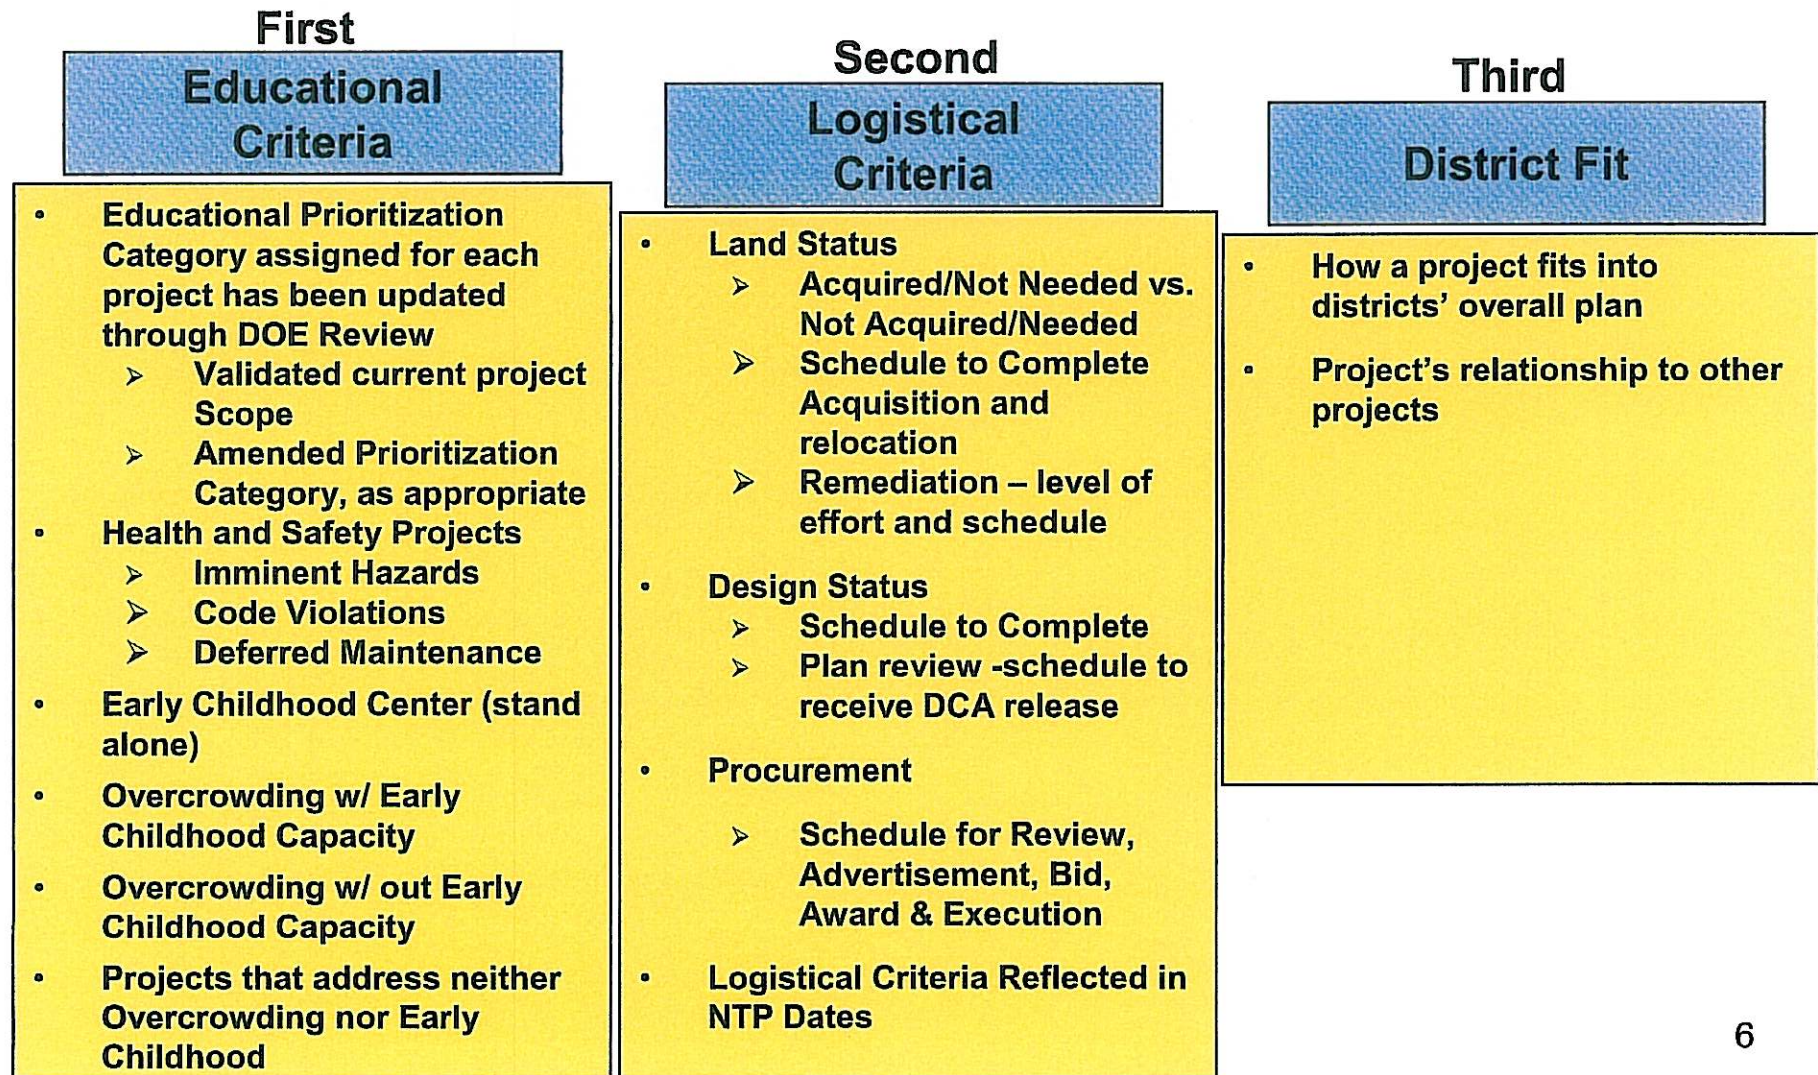 First
Educational
Criteria
• Educational Prioritization
Category assigned for each
project has been updated
through DOE Review
➢ Validated current project
Scope
➢ Amended Prioritization
Category, as appropriate
• Health and Safety Projects
➢ Imminent Hazards
➢ Code Violations
➢ Deferred Maintenance
• Early Childhood Center (stand
alone)
• Overcrowding w/ Early
Childhood Capacity
• Overcrowding w/ out Early
Childhood Capacity
• Projects that address neither
Overcrowding nor Early
Childhood
Second
Logistical
Criteria
• Land Status
➢ Acquired/Not Needed vs.
Not Acquired/Needed
➢ Schedule to Complete
Acquisition and
relocation
➢ Remediation – level of
effort and schedule
• Design Status
➢ Schedule to Complete
➢ Plan review -schedule to
receive DCA release
• Procurement
➢ Schedule for Review,
Advertisement, Bid,
Award & Execution
• Logistical Criteria Reflected in
NTP Dates
Third
District Fit
• How a project fits into
districts’ overall plan
• Project’s relationship to other
projects
6